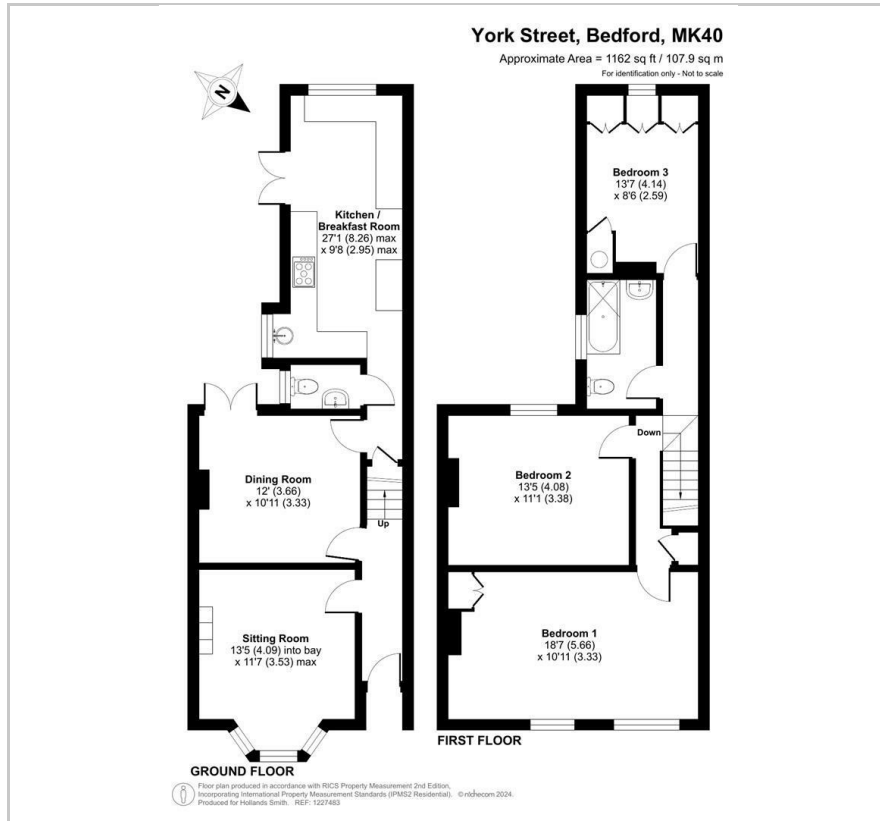 York Street, Bedford, MK40
Approximate Area = 1162 sq ft / 107.9 sq m
For identification only - Not to scale
N
Kitchen /
Breakfast Room
27'1 (8.26) max
x 9'8 (2.95) max
Dining Room
12' (3.66)
x 10'11 (3.33)
Up
Sitting Room
13'5 (4.09) into bay
x 11'7 (3.53) max
GROUND FLOOR
Bedroom 3
13'7 (4.14)
x 8'6 (2.59)
Down
Bedroom 2
13'5 (4.08)
x 11'1 (3.38)
Bedroom 1
18'7 (5.66)
x 10'11 (3.33)
FIRST FLOOR
Floor plan produced in accordance with RICS Property Measurement 2nd Edition,
Incorporating International Property Measurement Standards (IPMS2 Residential). © ntchecom 2024.
Produced for Hollands Smith. REF: 1227483